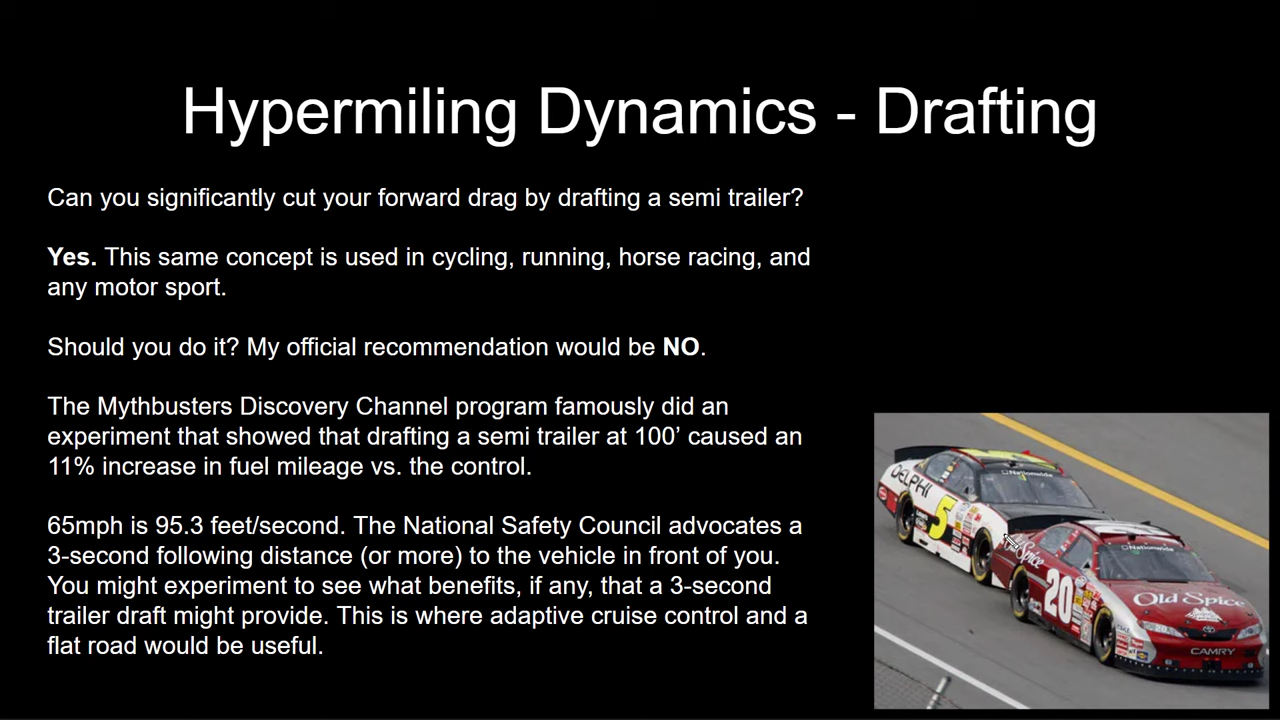 Hypermiling Dynamics - Drafting
Can you significantly cut your forward drag by drafting a semi trailer?
Yes. This same concept is used in cycling, running, horse racing, and
any motor sport.
Should you do it? My official recommendation would be NO.
The Mythbusters Discovery Channel program famously did an
experiment that showed that drafting a semi trailer at 100’ caused an
11% increase in fuel mileage vs. the control.
65mph is 95.3 feet/second. The National Safety Council advocates a
3-second following distance (or more) to the vehicle in front of you.
You might experiment to see what benefits, if any, that a 3-second
trailer draft might provide. This is where adaptive cruise control and a
flat road would be useful.
Nationwide
DELPHI
5
Nationwide
Spice
20
Old Spice
CAMRY